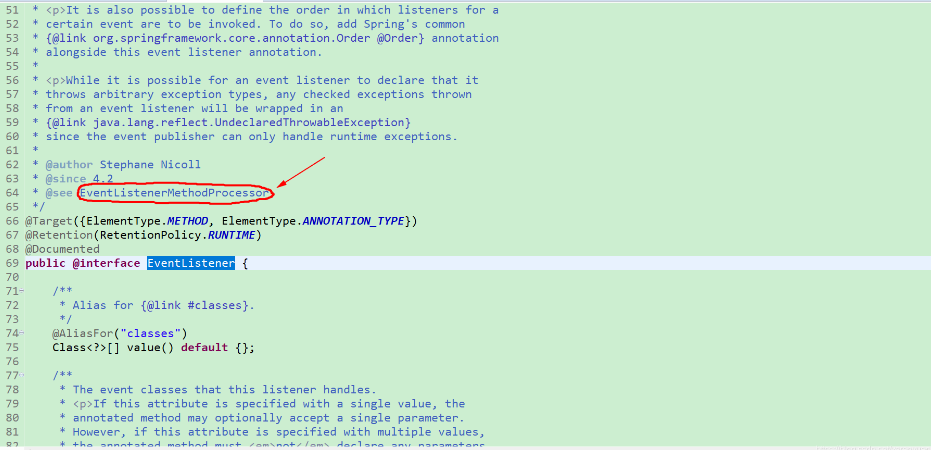 51 * <p>It is also possible to define the order in which listeners for a
52 * certain event are to be invoked. To do so, add Spring's common
53 * {@link org.springframework.core.annotation.Order @Order} annotation
54 * alongside this event listener annotation.
55 *
56 * <p>While it is possible for an event listener to declare that it
57 * throws arbitrary exception types, any checked exceptions thrown
58 * from an event listener will be wrapped in an
59 * {@link java.lang.reflect.UndeclaredThrowableException}
60 * since the event publisher can only handle runtime exceptions.
61 *
62 * @author Stephane Nicoll
63 * @since 4.2
64 * @see EventListenerMethodProcessor
65 */
66 @Target({ElementType.METHOD, ElementType.ANNOTATION_TYPE})
67 @Retention(RetentionPolicy.RUNTIME)
68 @Documented
69 public @interface EventListener {
70
71 /**
72 * Alias for {@link #classes}.
73 */
74 @AliasFor("classes")
75 Class<?>[] value() default {};
76
77 /**
78 * The event classes that this listener handles.
79 * <p>If this attribute is specified with a single value, the
80 * annotated method may optionally accept a single parameter.
81 * However, if this attribute is specified with multiple values,
82 * the annotated method must <em>not</em> declare any parameters.